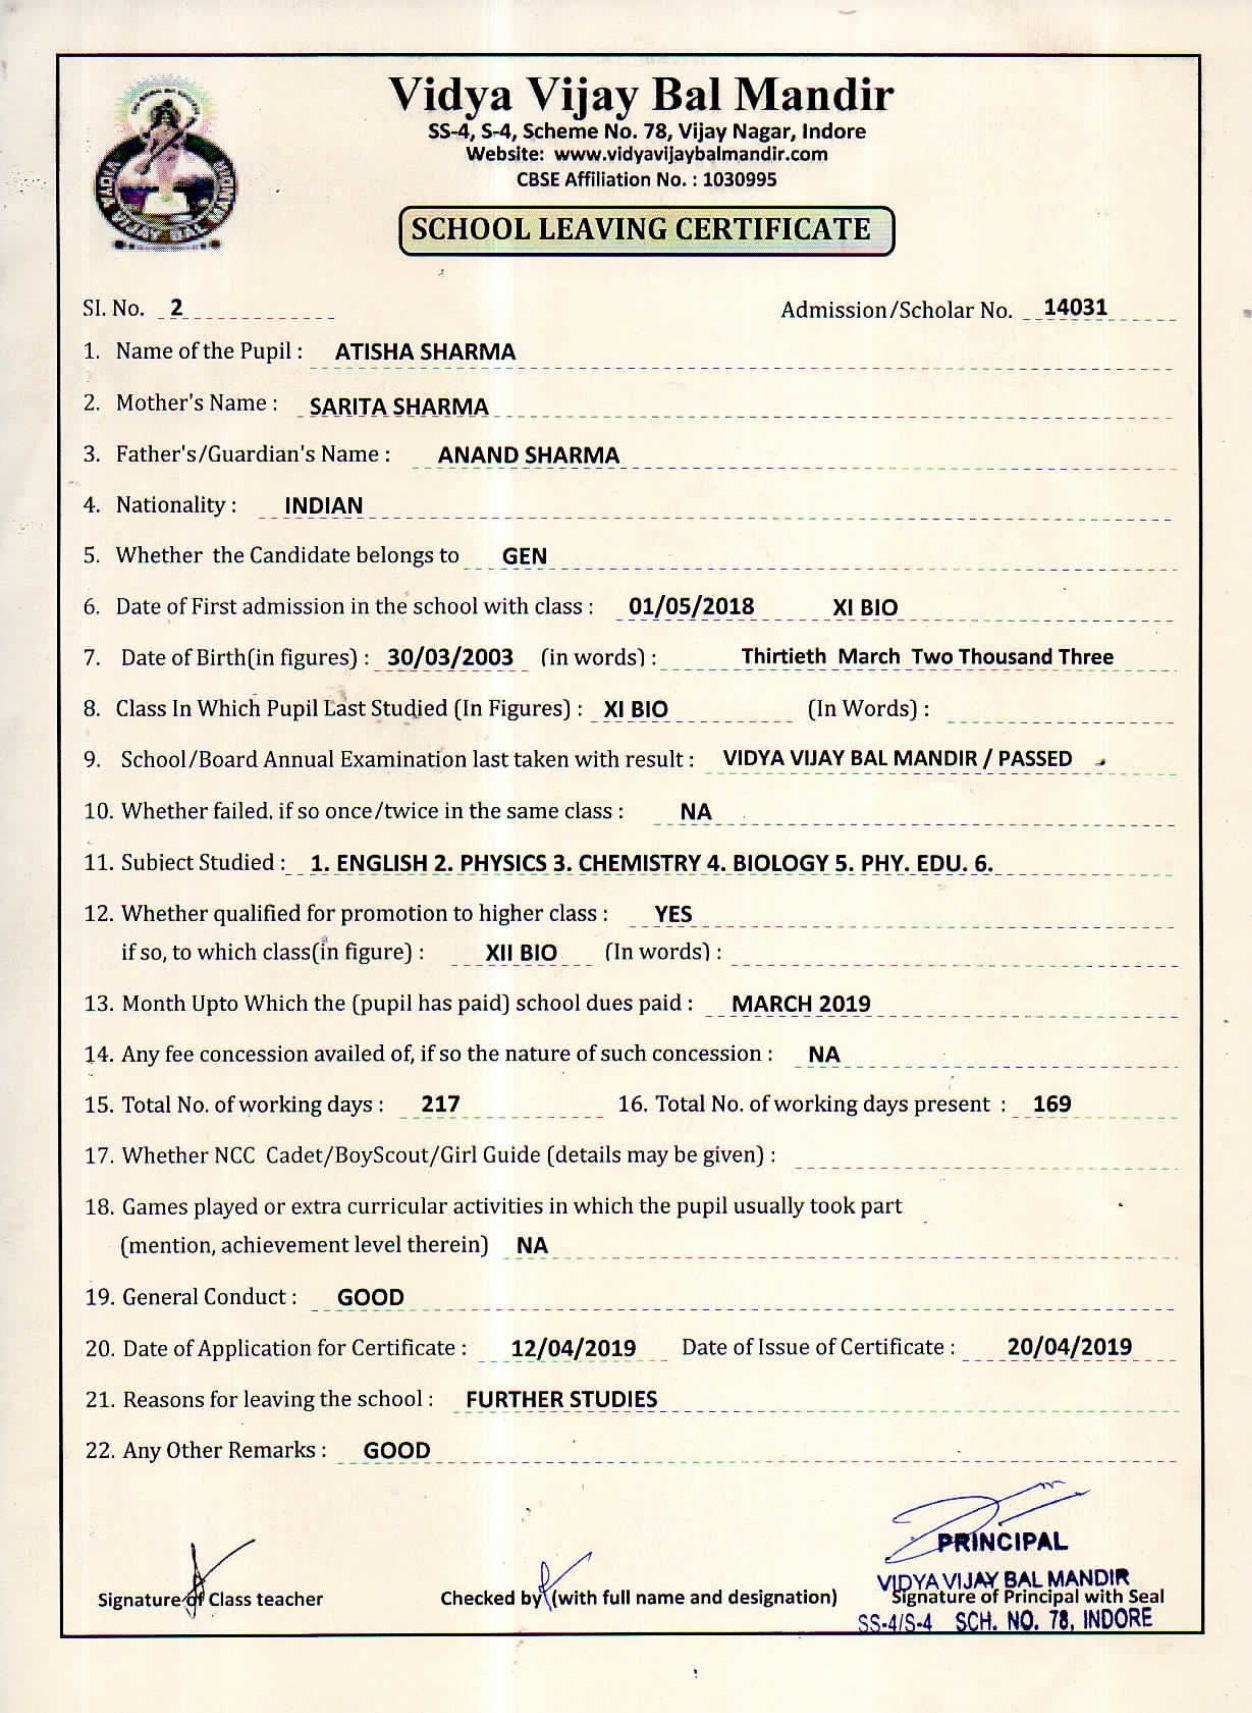 Vidya Vijay Bal Mandir
SS-4, S-4, Scheme No. 78, Vijay Nagar, Indore
Website: www.vidyavijaybalmandir.com
CBSE Affiliation No. : 1030995
VIDYA VIJAY BAL MANDIR
SCHOOL LEAVING CERTIFICATE
SI. No. 2 Admission/Scholar No. 14031
1. Name of the Pupil : ATISHA SHARMA
2. Mother's Name : SARITA SHARMA
3. Father's/Guardian's Name : ANAND SHARMA
4. Nationality : INDIAN
5. Whether the Candidate belongs to GEN
6. Date of First admission in the school with class : 01/05/2018 XI BIO
7. Date of Birth(in figures) : 30/03/2003 (in words) : Thirtieth March Two Thousand Three
8. Class In Which Pupil Last Studied (In Figures) : XI BIO (In Words) :
9. School/Board Annual Examination last taken with result : VIDYA VIJAY BAL MANDIR / PASSED
10. Whether failed, if so once/twice in the same class : NA
11. Subject Studied : 1. ENGLISH 2. PHYSICS 3. CHEMISTRY 4. BIOLOGY 5. PHY. EDU. 6.
12. Whether qualified for promotion to higher class : YES
if so, to which class(in figure) : XII BIO (In words) :
13. Month Upto Which the (pupil has paid) school dues paid : MARCH 2019
14. Any fee concession availed of, if so the nature of such concession : NA
15. Total No. of working days : 217 16. Total No. of working days present : 169
17. Whether NCC Cadet/BoyScout/Girl Guide (details may be given) :
18. Games played or extra curricular activities in which the pupil usually took part
(mention, achievement level therein) NA
19. General Conduct : GOOD
20. Date of Application for Certificate : 12/04/2019 Date of Issue of Certificate : 20/04/2019
21. Reasons for leaving the school : FURTHER STUDIES
22. Any Other Remarks : GOOD
PRINCIPAL
VIDYA VIJAY BAL MANDIR
Signature of Class teacher Checked by (with full name and designation) Signature of Principal with Seal
SS-4/S-4 SCH. NO. 78, INDORE